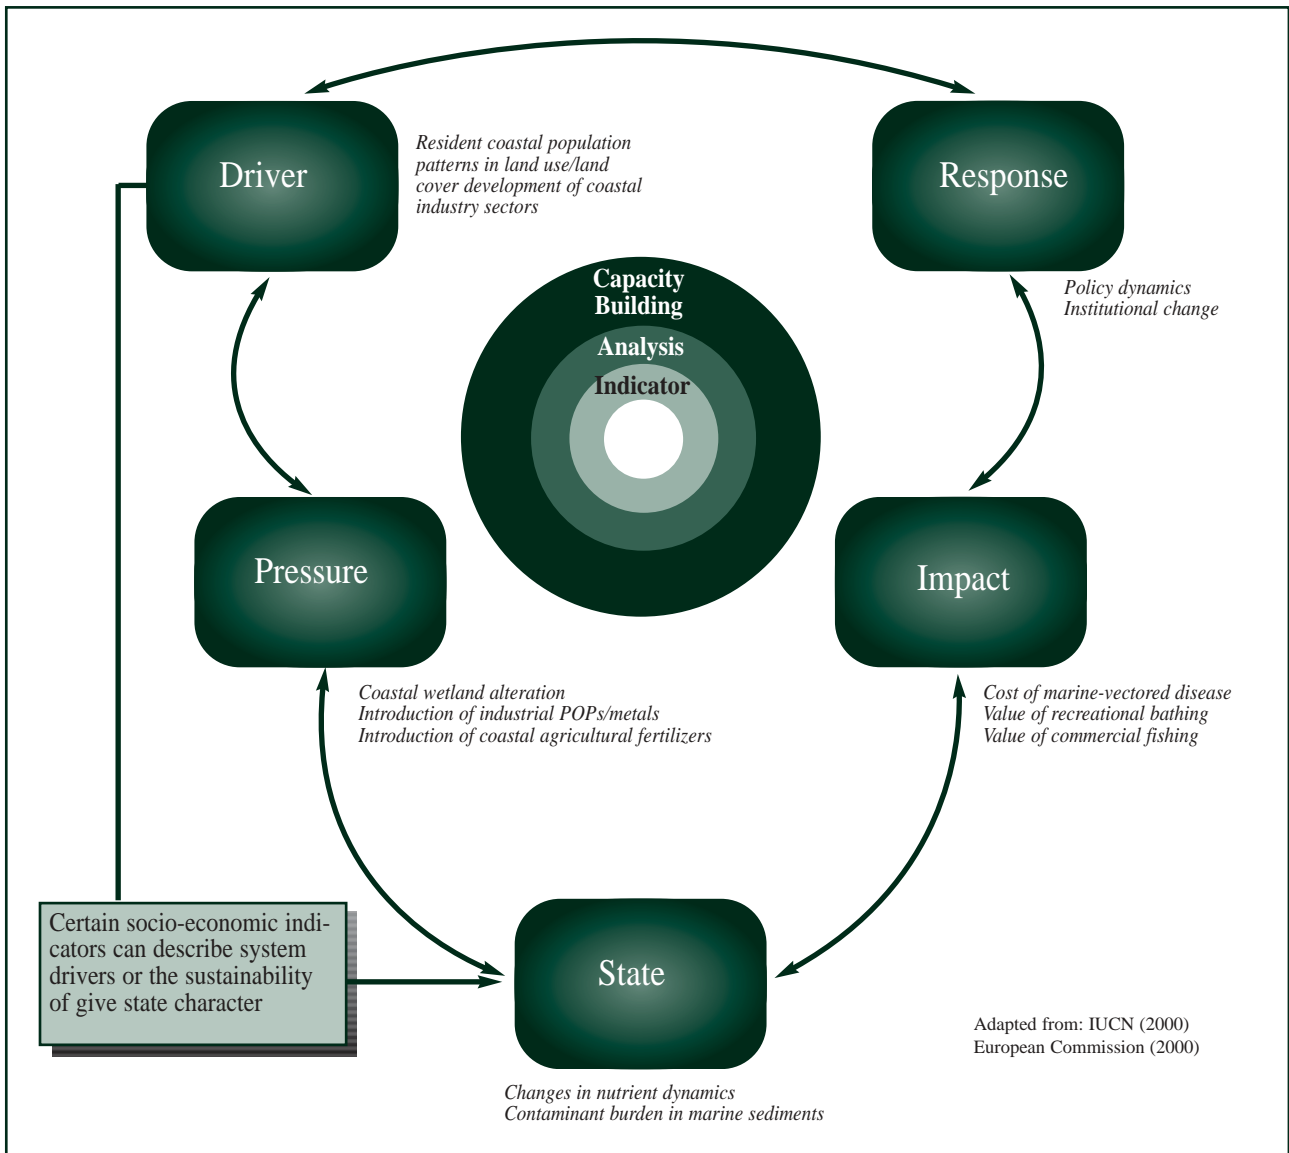 Driver
Resident coastal population
patterns in land use/land
cover development of coastal
industry sectors
Response
Policy dynamics
Institutional change
Capacity
Building
Analysis
Indicator
Pressure
Coastal wetland alteration
Introduction of industrial POPs/metals
Introduction of coastal agricultural fertilizers
Impact
Cost of marine-vectored disease
Value of recreational bathing
Value of commercial fishing
Certain socio-economic indi-
cators can describe system
drivers or the sustainability
of give state character
State
Changes in nutrient dynamics
Contaminant burden in marine sediments
Adapted from: IUCN (2000)
European Commission (2000)